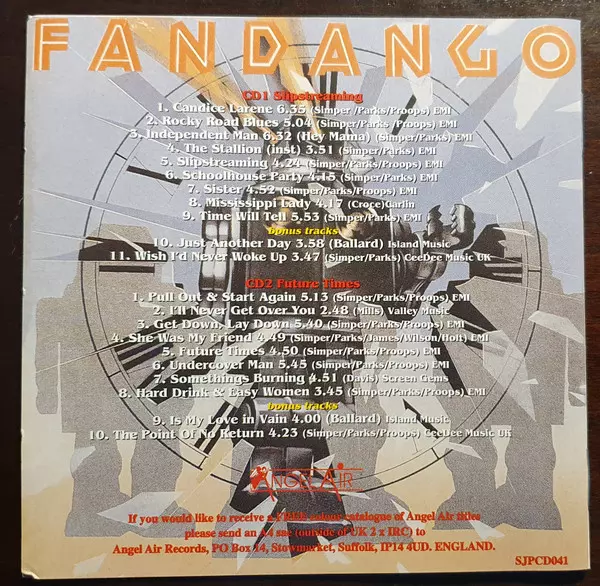 FANDANGO
CD1 Slipstreaming
1. Candice Larene 6.35 (Simper/Parks/Proops) EMI
2. Rocky Road Blues 5.04 (Simper/Parks/Proops) EMI
3. Independent Man 6.32 (Hey Mama) (Simper/Parks) EMI
4. The Stallion (inst) 3.51 (Simper/Parks) EMI
5. Slipstreaming 4.24 (Simper/Parks/Proops) EMI
6. Schoolhouse Party 4.15 (Simper/Parks) EMI
7. Sister 4.52 (Simper/Parks/Proops) EMI
8. Mississippi Lady 4.17 (Croce)Carlin
9. Time Will Tell 5.53 (Simper/Parks) EMI
bonus tracks
10. Just Another Day 3.58 (Ballard) Island Music
11. Wish I'd Never Woke Up 3.47 (Simper/Parks) CeeDee Music UK
CD2 Future Times
1. Pull Out & Start Again 5.13 (Simper/Parks/Proops) EMI
2. I'll Never Get Over You 2.48 (Mills) Valley Music
3. Get Down, Lay Down 5.40 (Simper/Parks/Proops) EMI
4. She Was My Friend 4.49 (Simper/Parks/James/Wilson/Holt) EMI
5. Future Times 4.50 (Simper/Parks/Proops) EMI
6. Undercover Man 5.45 (Simper/Parks/Proops) EMI
7. Somethings Burning 4.51 (Davis) Screen Gems
8. Hard Drink & Easy Women 3.45 (Simper/Parks/Proops) EMI
bonus tracks
9. Is My Love in Vain 4.00 (Ballard) Island Music
10. The Point Of No Return 4.23 (Simper/Parks/Proops) CeeDee Music UK
ANGEL AIR
If you would like to receive a FREE colour catalogue of Angel Air titles
please send an A4 sae (outside of UK 2 x IRC) to
Angel Air Records, PO Box 14, Stowmarket, Suffolk, IP14 4UD. ENGLAND.
SJPCD041